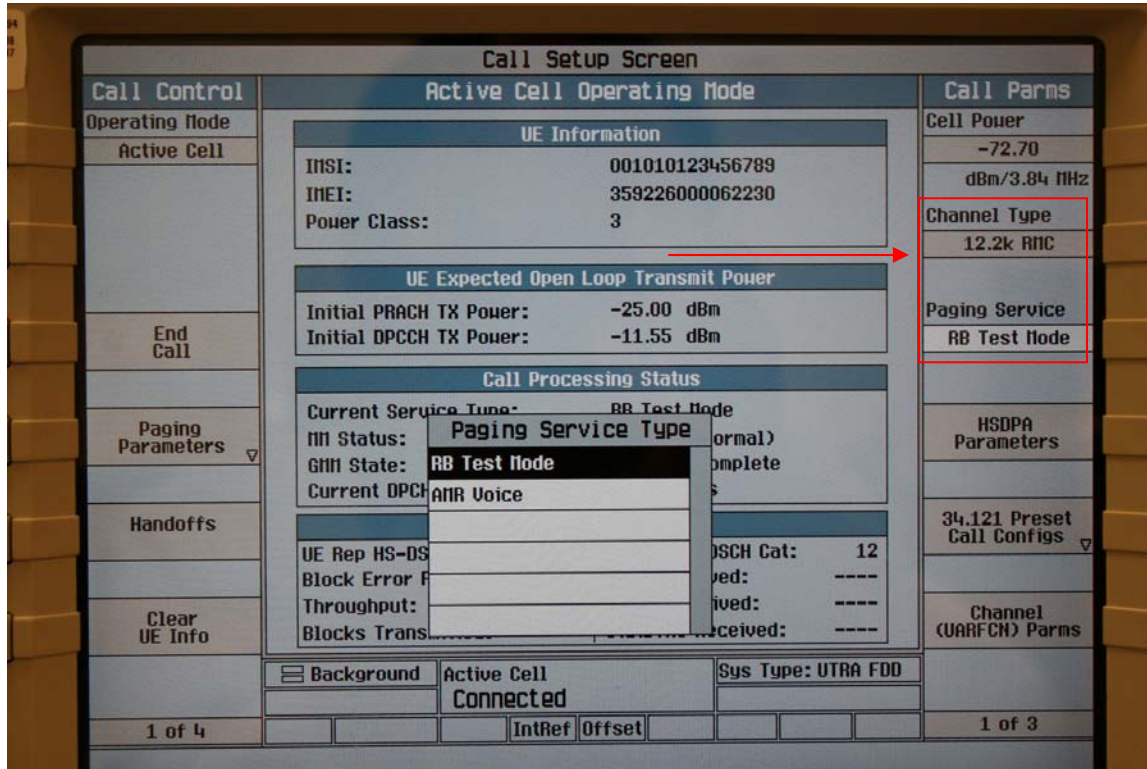 Call Setup Screen
Call Control
Operating Mode
Active Cell
End
Call
Paging
Parameters
Handoffs
Clear
UE Info
1 of 4
Active Cell Operating Mode
UE Information
IMSI: 001010123456789
IMEI: 359226000062230
Power Class: 3
UE Expected Open Loop Transmit Power
Initial PRACH TX Power: -25.00 dBm
Initial DPCCH TX Power: -11.55 dBm
Call Processing Status
Current Service Type: RB Test Mode
MM Status: ormal)
GMM State: omplete
Current DPCH s
Paging Service Type
RB Test Mode
AMR Voice
UE Rep HS-DS DSCH Cat: 12
Block Error R ved: ----
Throughput: ived: ----
Blocks Trans eceived: ----
Background
Active Cell
Connected
Sys Type: UTRA FDD
IntRef Offset
Call Parms
Cell Power
-72.70
dBm/3.84 MHz
Channel Type
12.2k RMC
Paging Service
RB Test Mode
HSDPA
Parameters
34.121 Preset
Call Configs
Channel
(UARFCN) Parms
1 of 3